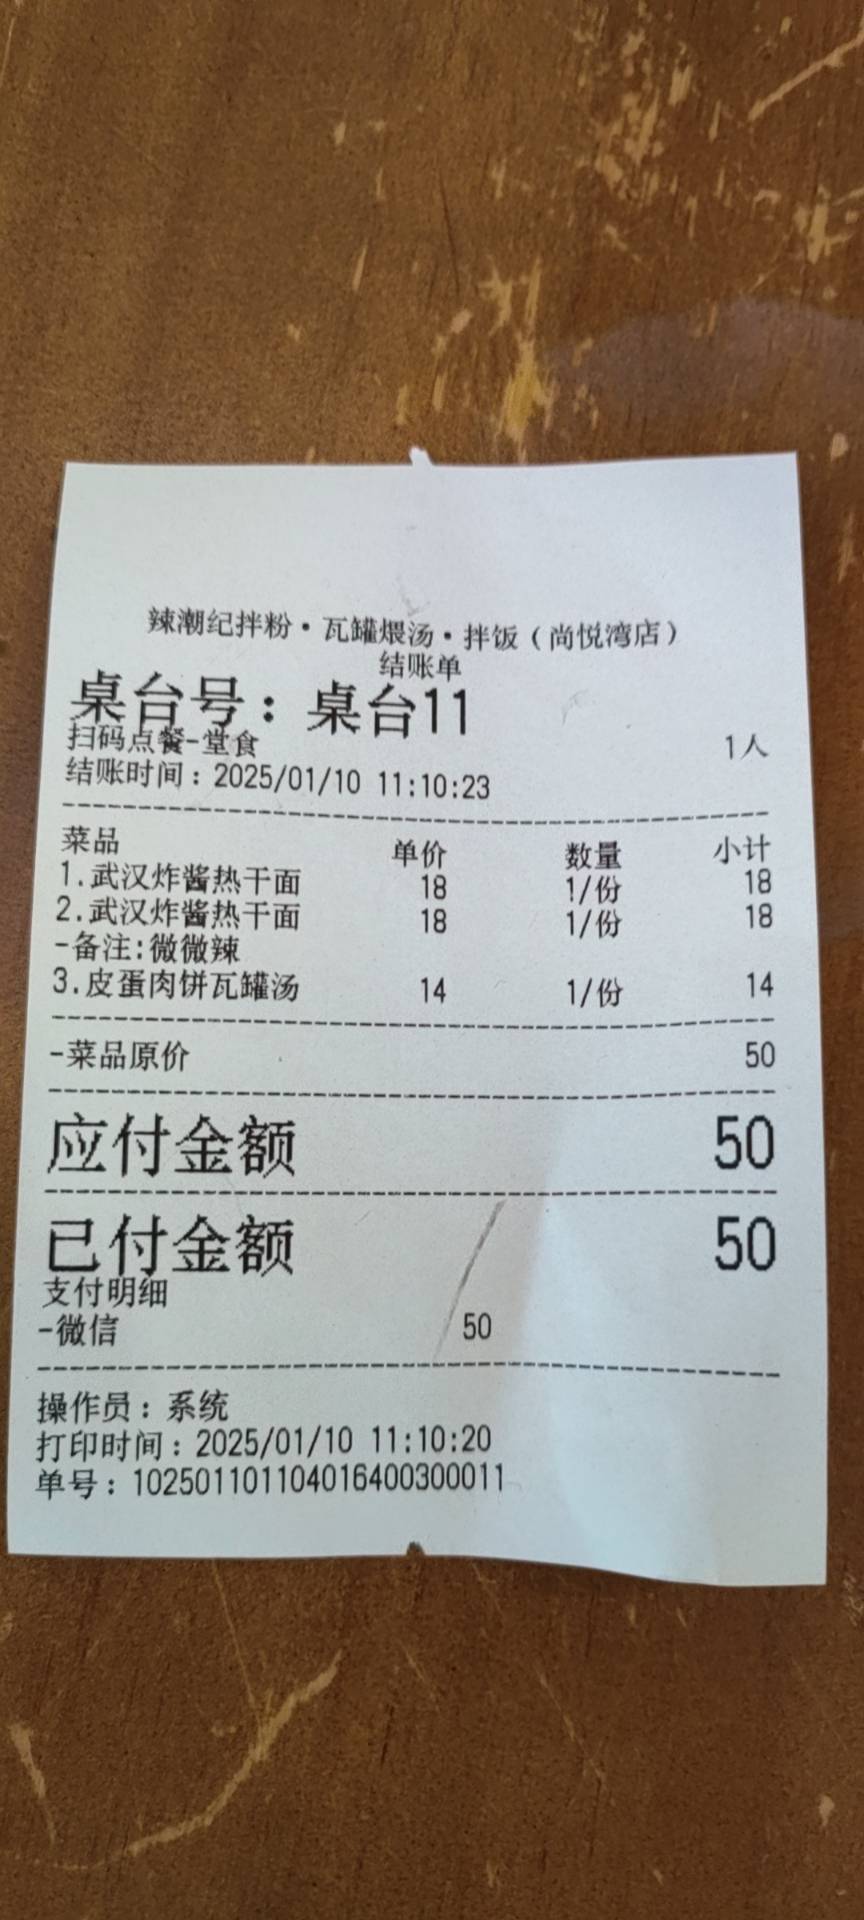 辣潮纪拌粉·瓦罐煨汤·拌饭（尚悦湾店）
结账单
桌台号：桌台11
扫码点餐-堂食 1人
结账时间：2025/01/10 11:10:23
菜品 单价 数量 小计
1.武汉炸酱热干面 18 1/份 18
2.武汉炸酱热干面 18 1/份 18
-备注:微微辣
3.皮蛋肉饼瓦罐汤 14 1/份 14
-菜品原价 50
应付金额 50
已付金额 50
支付明细
-微信 50
操作员：系统
打印时间：2025/01/10 11:10:20
单号：102501101104016400300011